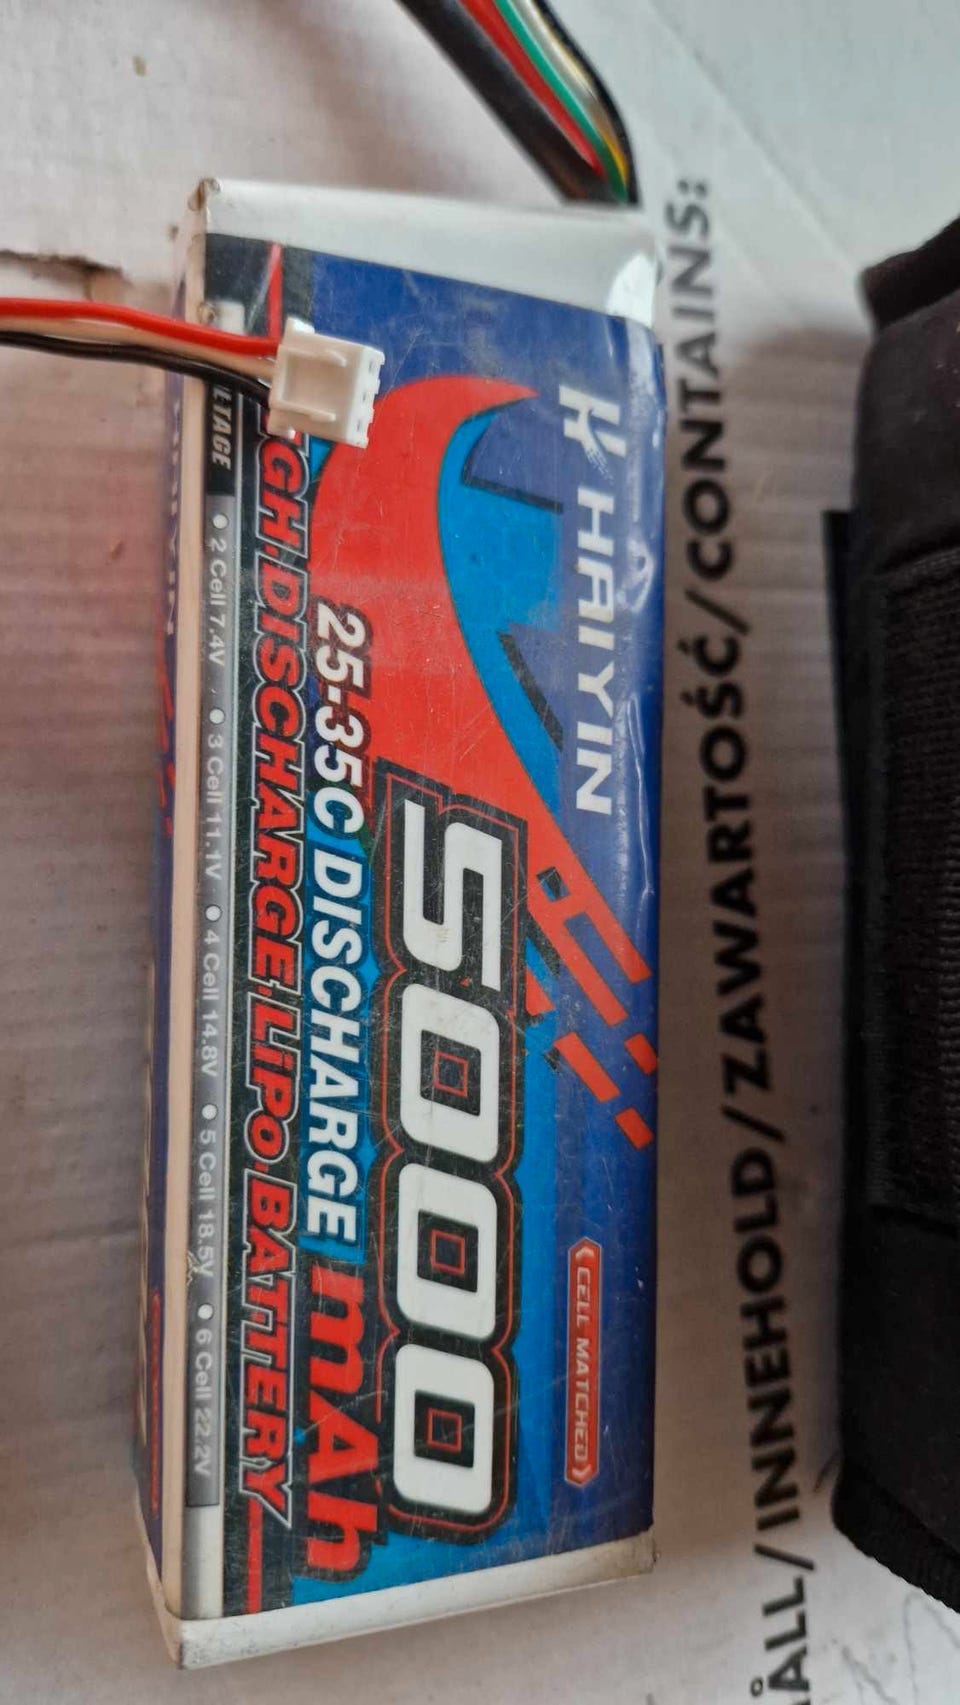 HAIYIN
CELL MATCHED
5000
mAh
25-35C DISCHARGE
GH DISCHARGE LiPO BATTERY
LTAGE ● 2 Cell 7.4V ● 3 Cell 11.1V ● 4 Cell 14.8V ● 5 Cell 18.5V ● 6 Cell 22.2V
ÅLL/INNEHOLD/ZAWARTOŚĆ/CONTAINS: